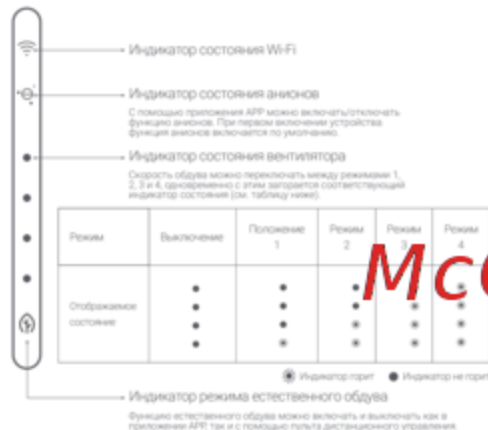 Индикатор состояния Wi-Fi
Индикатор состояния анионов
С помощью приложения APP можно включать/отключать
функцию анионов. При первом включении устройства
функция анионов включается по умолчанию.
Индикатор состояния вентилятора
Скорость обдува можно переключать между режимами 1,
2, 3 и 4, одновременно с этим загорается соответствующий
индикатор состояния (см. таблицу ниже).
Режим Выключение Положение 1 Режим 2 Режим 3 Режим 4
McC
Отображаемое
состояние
Индикатор горит Индикатор не горит
Индикатор режима естественного обдува
Функцию естественного обдува можно включать и выключать как в
приложении APP, так и с помощью пульта дистанционного управления.